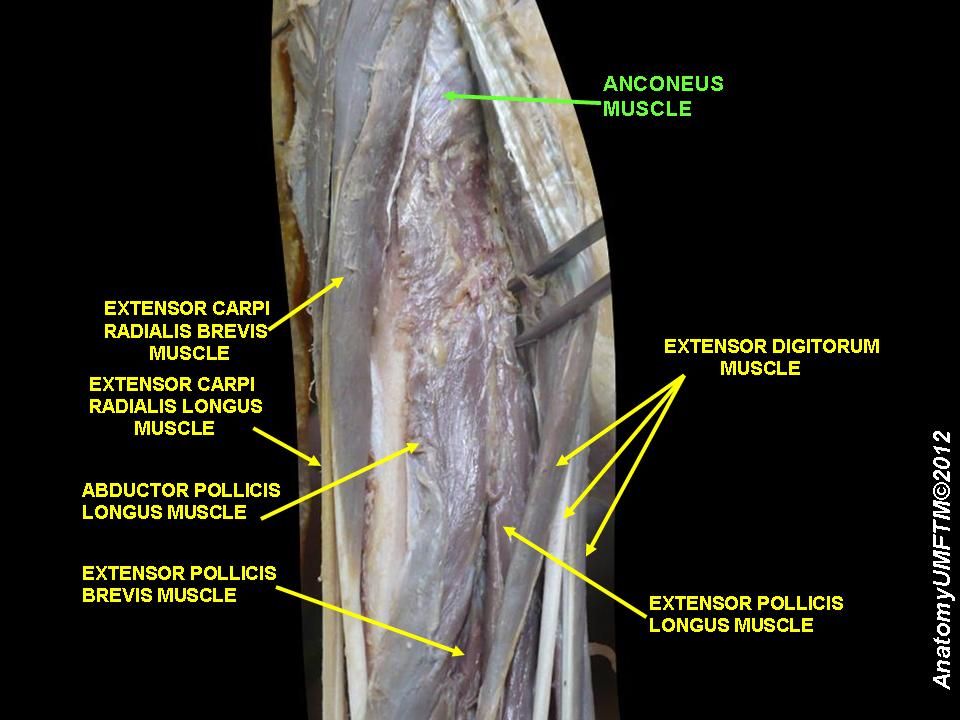 ANCONEUS
MUSCLE
EXTENSOR CARPI
RADIALIS BREVIS
MUSCLE
EXTENSOR DIGITORUM
MUSCLE
EXTENSOR CARPI
RADIALIS LONGUS
MUSCLE
ABDUCTOR POLLICIS
LONGUS MUSCLE
EXTENSOR POLLICIS
BREVIS MUSCLE
EXTENSOR POLLICIS
LONGUS MUSCLE
AnatomyUMFTM©2012